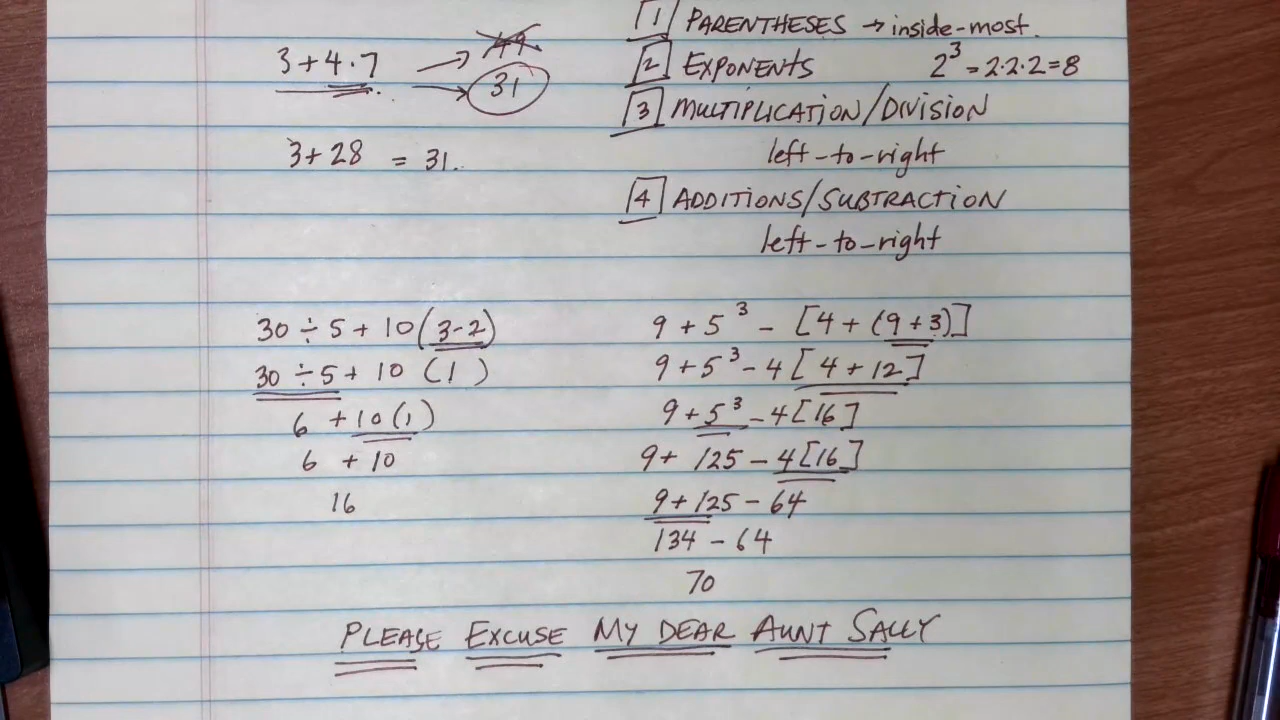 3 + 4 · 7 → 49
→ 31
3 + 28 = 31.
1 PARENTHESES → inside-most.
2 EXPONENTS 2³ = 2·2·2 = 8
3 MULTIPLICATION/DIVISION
left-to-right
4 ADDITIONS/SUBTRACTION
left-to-right
30 ÷ 5 + 10 (3-2)
30 ÷ 5 + 10 (1)
6 + 10 (1)
6 + 10
16
9 + 5³ - [4 + (9 + 3)]
9 + 5³ - 4 [4 + 12]
9 + 5³ - 4 [16]
9 + 125 - 4 [16]
9 + 125 - 64
134 - 64
70
PLEASE EXCUSE MY DEAR AUNT SALLY